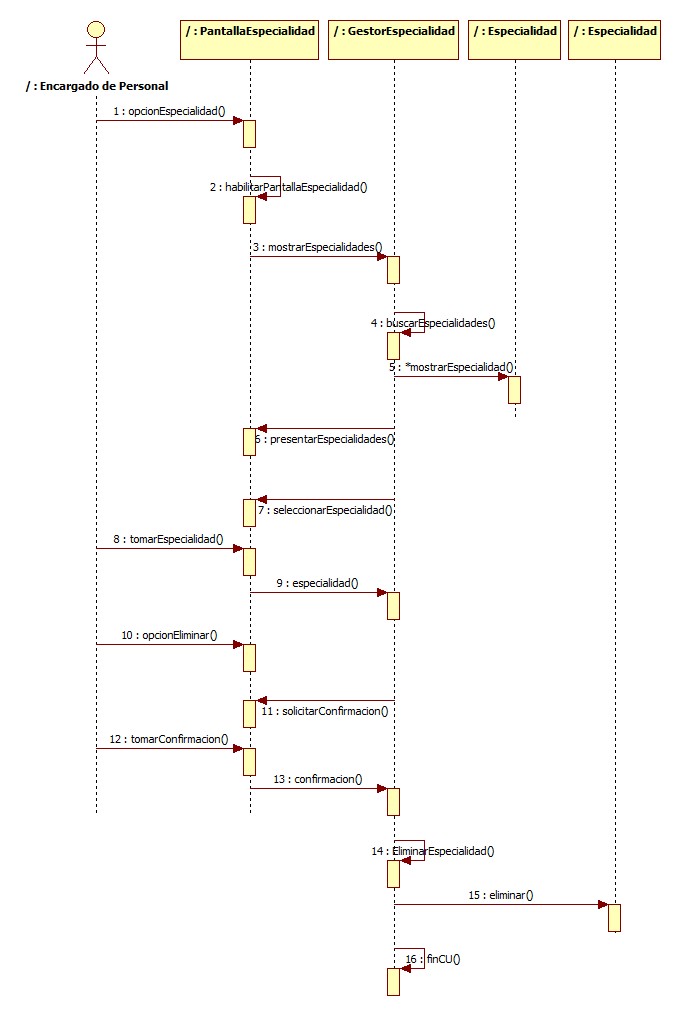 / : Encargado de Personal
/ : PantallaEspecialidad
/ : GestorEspecialidad
/ : Especialidad
/ : Especialidad
1 : opcionEspecialidad()
2 : habilitarPantallaEspecialidad()
3 : mostrarEspecialidades()
4 : buscarEspecialidades()
5 : *mostrarEspecialidad()
6 : presentarEspecialidades()
7 : seleccionarEspecialidad()
8 : tomarEspecialidad()
9 : especialidad()
10 : opcionEliminar()
11 : solicitarConfirmacion()
12 : tomarConfirmacion()
13 : confirmacion()
14 : EliminarEspecialidad()
15 : eliminar()
16 : finCU()